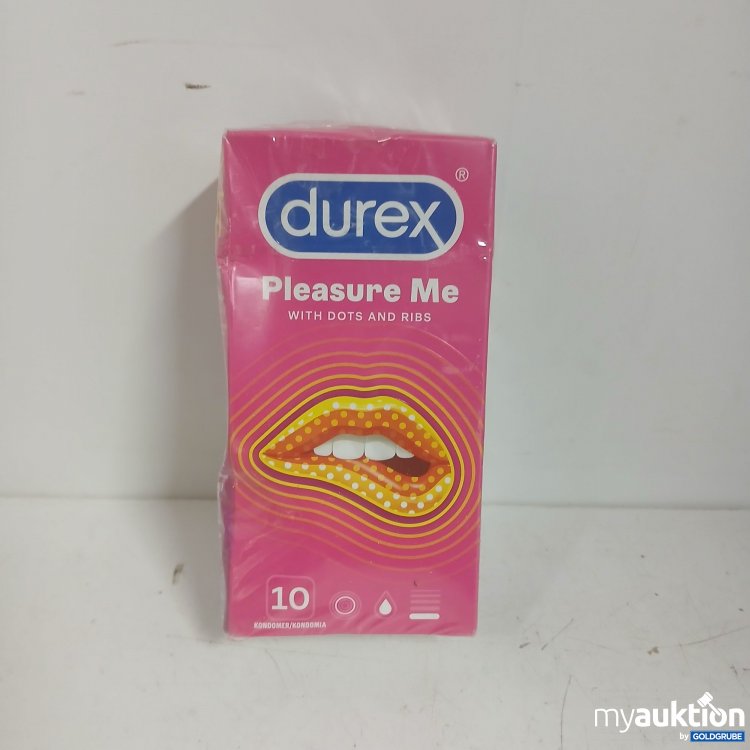 durex®
Pleasure Me
WITH DOTS AND RIBS
10
KONDOMER/KONDOMIA
myauktion
by GOLDGRUBE